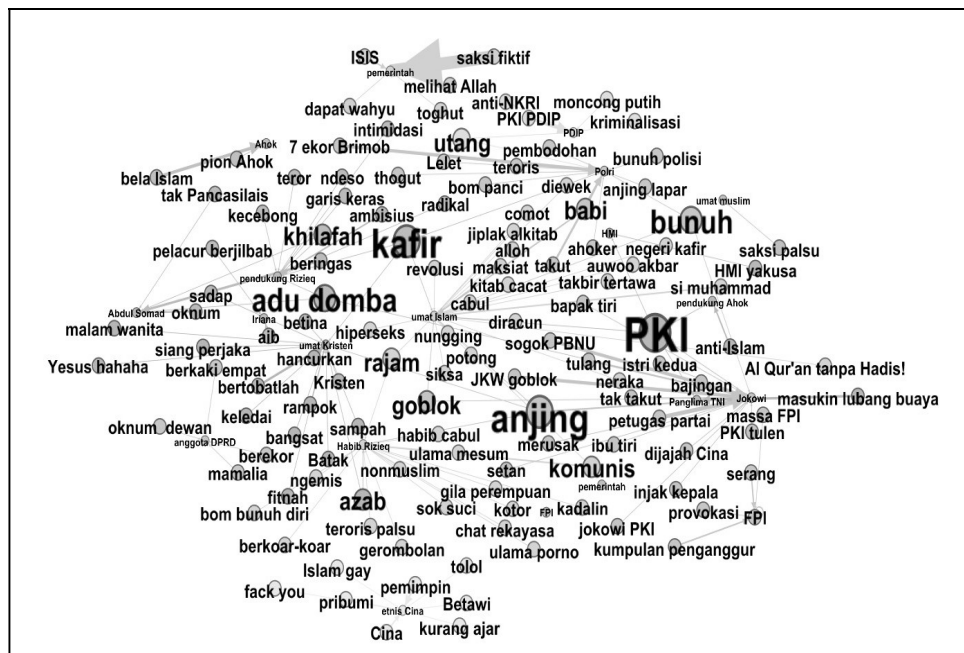 ISIS
saksi fiktif
pemerintah
melihat Allah
dapat wahyu
toghut
anti-NKRI
moncong putih
PKI PDIP
PDIP
kriminalisasi
intimidasi
Ahok
7 ekor Brimob
utang
pembodohan
pion Ahok
Lelet
teroris
Polri
bunuh polisi
bela Islam
teror
ndeso
thogut
bom panci
diewek
anjing lapar
tak Pancasilais
garis keras
radikal
babi
umat muslim
kecebong
ambisius
comot
bunuh
khilafah
kafir
jiplak alkitab
HMI
pelacur berjilbab
alloh
ahoker
negeri kafir
saksi palsu
beringas
revolusi
maksiat
takut
auwoo akbar
HMI yakusa
pendukung Rizieq
kitab cacat
takbir tertawa
si muhammad
sadap
adu domba
cabul
bapak tiri
pendukung Ahok
Abdul Somad
oknum
Iriana
betina
umat Islam
diracun
PKI
malam wanita
aib
hiperseks
nungging
sogok PBNU
umat Kristen
siang perjaka
hancurkan
rajam
potong
tulang
istri kedua
anti-Islam
Yesus hahaha
berkaki empat
siksa
JKW goblok
neraka
bajingan
Al Qur'an tanpa Hadis!
bertobatlah
Kristen
tak takut
Panglima TNI
Jokowi
masukin lubang buaya
keledai
rampok
goblok
anjing
petugas partai
massa FPI
oknum dewan
sampah
habib cabul
PKI tulen
anggota DPRD
bangsat
Habib Rizieq
merusak
ibu tiri
berekor
Batak
ulama mesum
dijajah Cina
mamalia
ngemis
nonmuslim
setan
komunis
serang
fitnah
azab
gila perempuan
pemerintah
injak kepala
bom bunuh diri
sok suci
kotor
FPI
kadalin
provokasi
FPI
teroris palsu
chat rekayasa
jokowi PKI
berkoar-koar
gerombolan
ulama porno
kumpulan penganggur
Islam gay
tolol
fack you
pemimpin
pribumi
etnis Cina
Betawi
Cina
kurang ajar